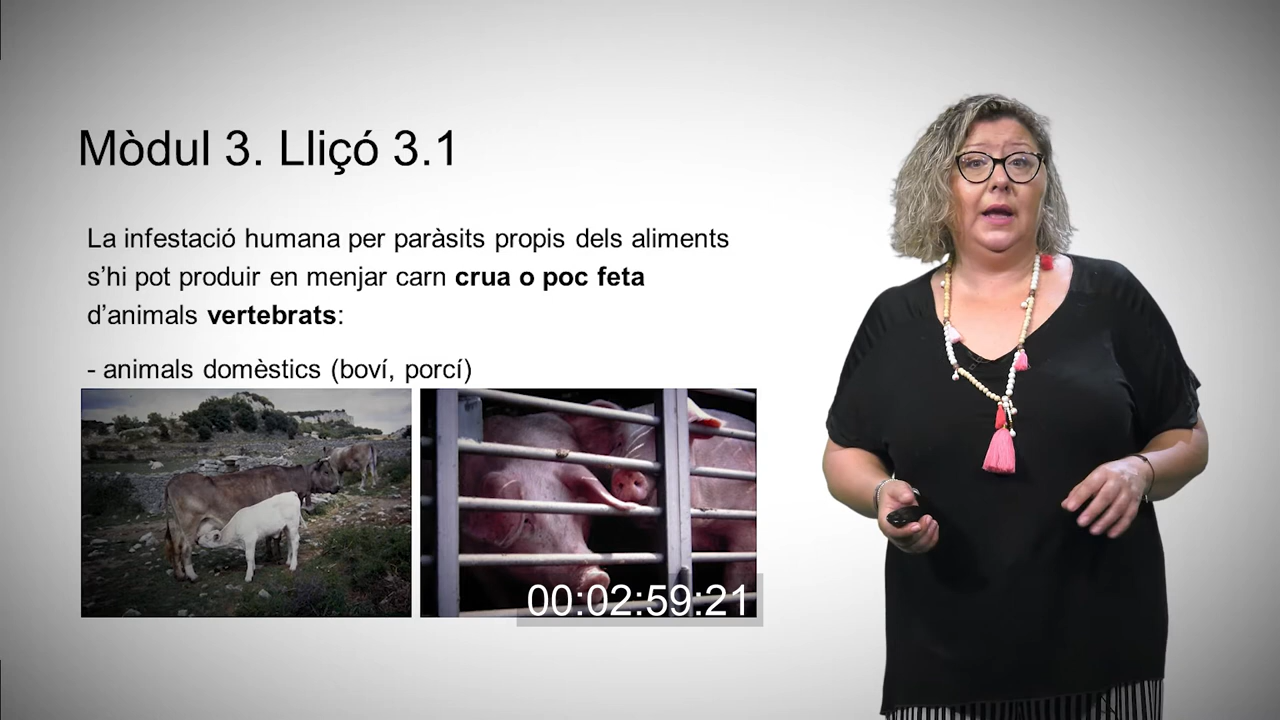 Mòdul 3. Lliçó 3.1
La infestació humana per paràsits propis dels aliments
s’hi pot produir en menjar carn crua o poc feta
d’animals vertebrats:
- animals domèstics (boví, porcí)
00:02:59:21